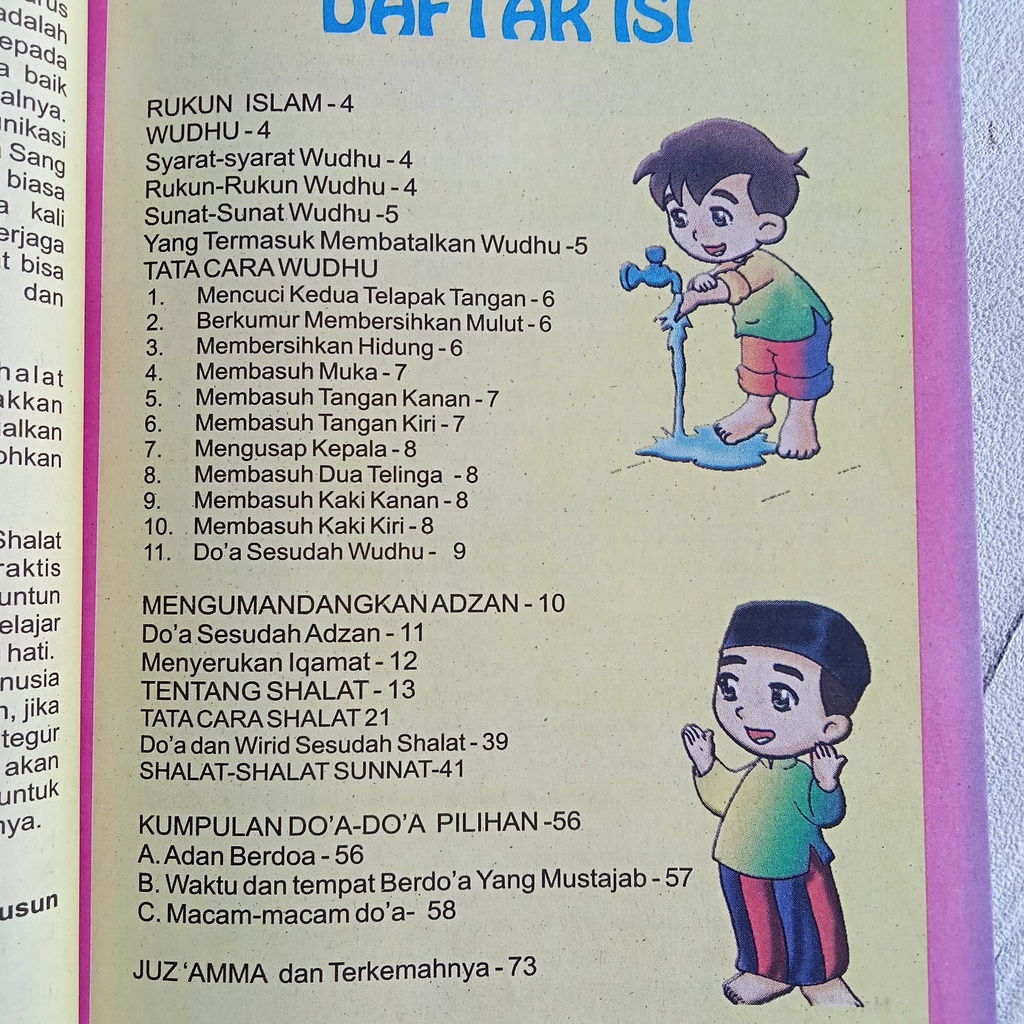 arus
adalah
epada
a baik
alnya.
nikasi
Sang
biasa
a kali
erjaga
t bisa
dan
halat
akkan
alkan
ohkan
Shalat
raktis
untun
elajar
hati.
nusia
n, jika
tegur
akan
untuk
nya.
usun
DAFTAR ISI
RUKUN ISLAM - 4
WUDHU - 4
Syarat-syarat Wudhu - 4
Rukun-Rukun Wudhu - 4
Sunat-Sunat Wudhu -5
Yang Termasuk Membatalkan Wudhu -5
TATA CARA WUDHU
1. Mencuci Kedua Telapak Tangan - 6
2. Berkumur Membersihkan Mulut - 6
3. Membersihkan Hidung - 6
4. Membasuh Muka - 7
5. Membasuh Tangan Kanan - 7
6. Membasuh Tangan Kiri - 7
7. Mengusap Kepala - 8
8. Membasuh Dua Telinga - 8
9. Membasuh Kaki Kanan - 8
10. Membasuh Kaki Kiri - 8
11. Do'a Sesudah Wudhu - 9
MENGUMANDANGKAN ADZAN - 10
Do'a Sesudah Adzan - 11
Menyerukan Iqamat - 12
TENTANG SHALAT - 13
TATA CARA SHALAT 21
Do'a dan Wirid Sesudah Shalat - 39
SHALAT-SHALAT SUNNAT-41
KUMPULAN DO'A-DO'A PILIHAN -56
A. Adan Berdoa - 56
B. Waktu dan tempat Berdo'a Yang Mustajab - 57
C. Macam-macam do'a- 58
JUZ 'AMMA dan Terkemahnya - 73